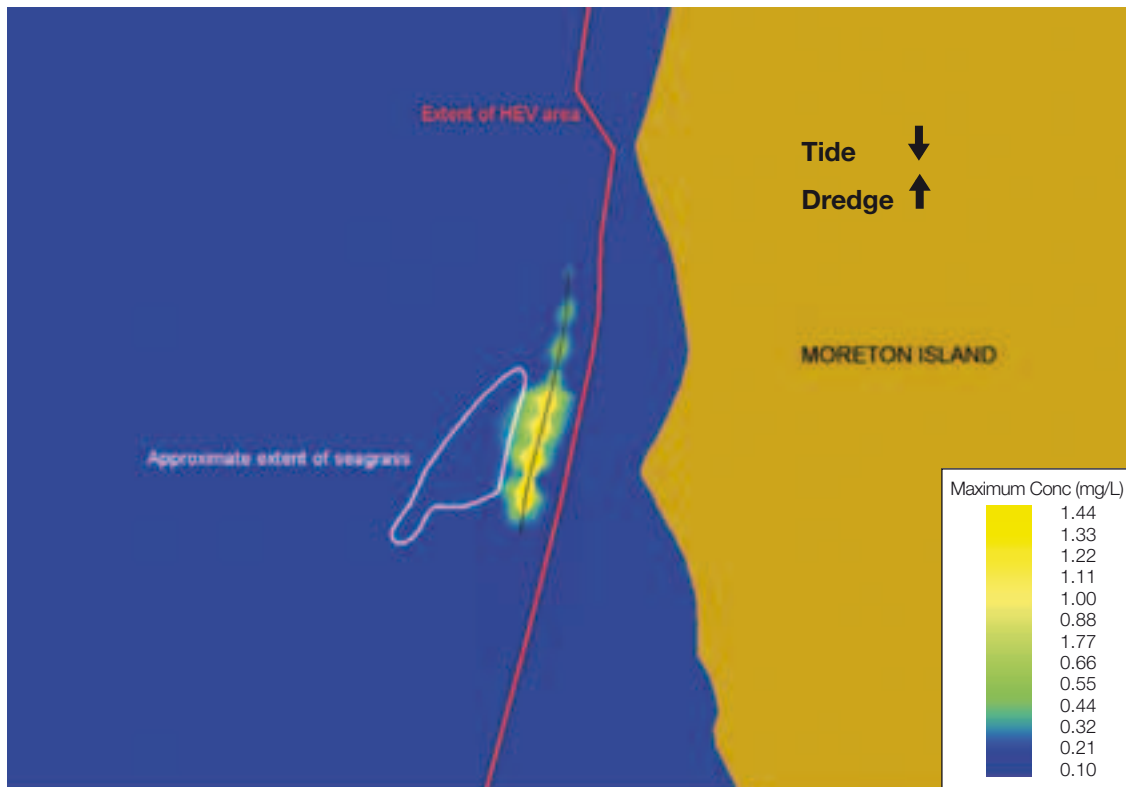 Extent of HEV area
Tide
Dredge
MORETON ISLAND
Approximate extent of seagrass
Maximum Conc (mg/L)
1.44
1.33
1.22
1.11
1.00
0.88
1.77
0.66
0.55
0.44
0.32
0.21
0.10